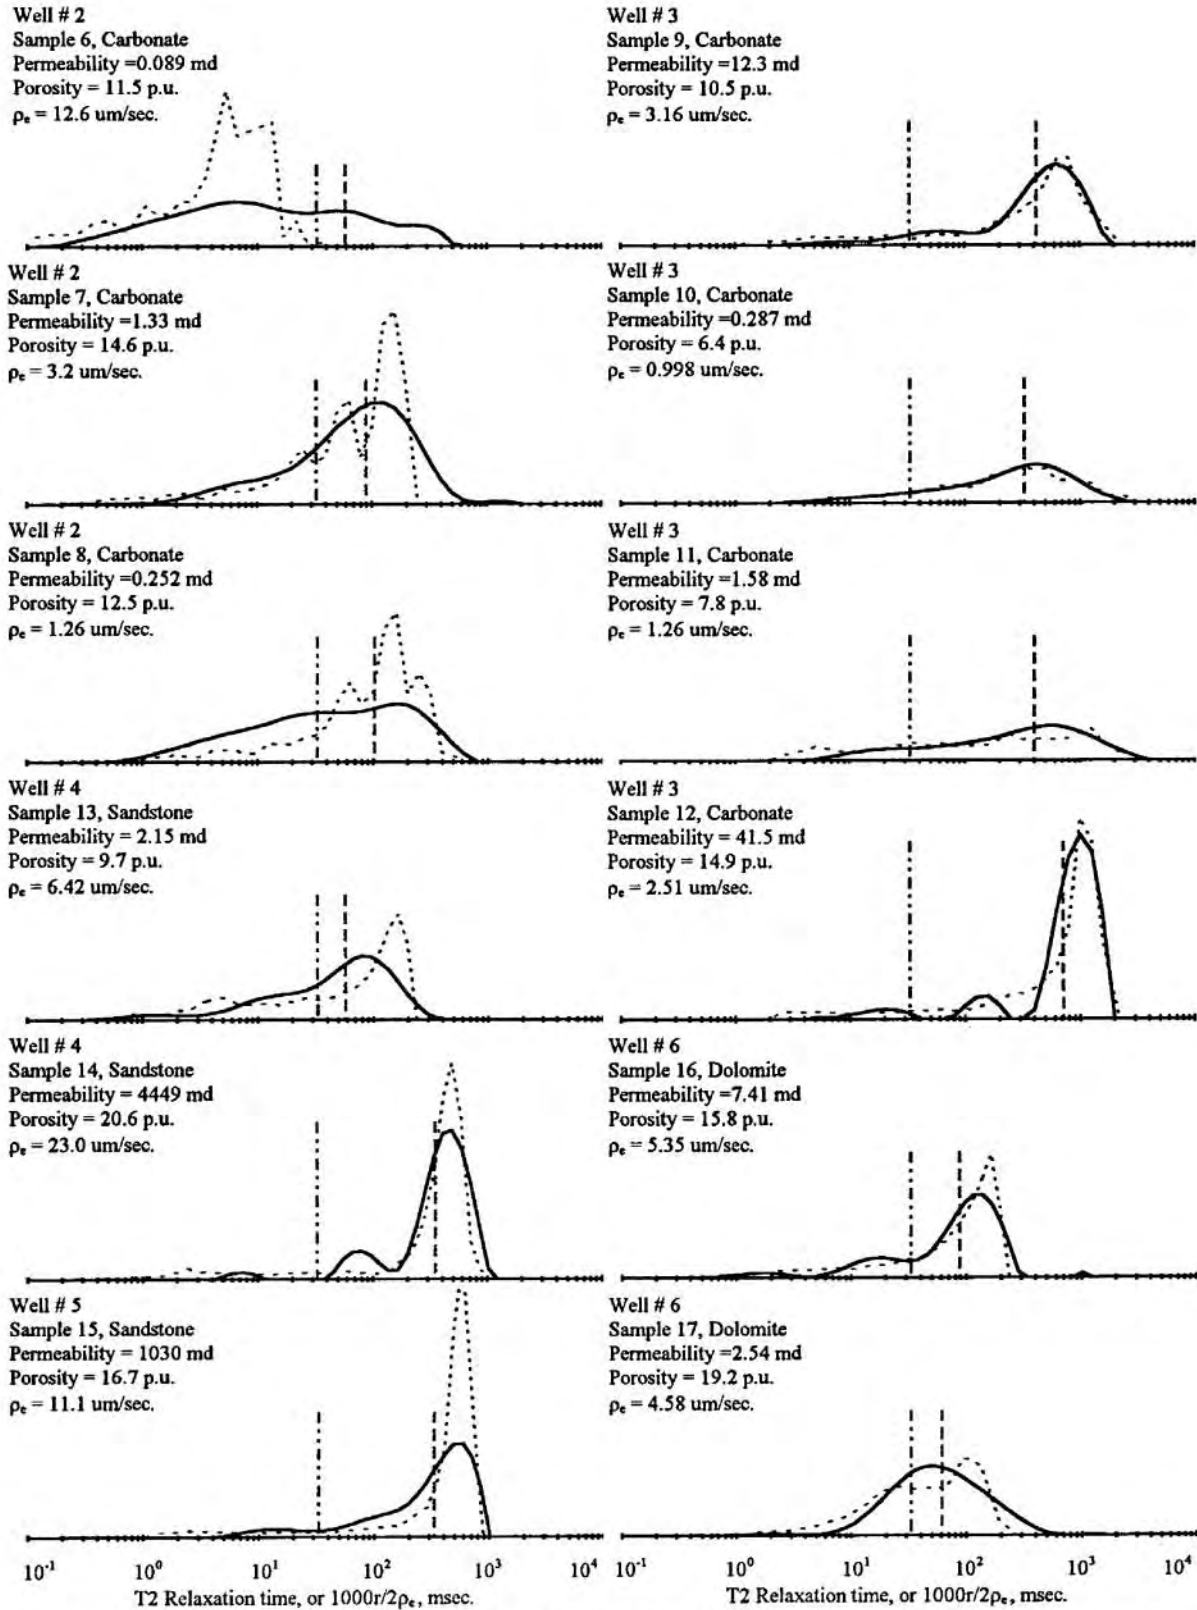 Well # 2
Sample 6, Carbonate
Permeability =0.089 md
Porosity = 11.5 p.u.
ρe = 12.6 um/sec.
Well # 2
Sample 7, Carbonate
Permeability =1.33 md
Porosity = 14.6 p.u.
ρe = 3.2 um/sec.
Well # 2
Sample 8, Carbonate
Permeability =0.252 md
Porosity = 12.5 p.u.
ρe = 1.26 um/sec.
Well # 4
Sample 13, Sandstone
Permeability = 2.15 md
Porosity = 9.7 p.u.
ρe = 6.42 um/sec.
Well # 4
Sample 14, Sandstone
Permeability = 4449 md
Porosity = 20.6 p.u.
ρe = 23.0 um/sec.
Well # 5
Sample 15, Sandstone
Permeability = 1030 md
Porosity = 16.7 p.u.
ρe = 11.1 um/sec.
10⁻¹ 10⁰ 10¹ 10² 10³ 10⁴
T2 Relaxation time, or 1000r/2ρe, msec.
Well # 3
Sample 9, Carbonate
Permeability =12.3 md
Porosity = 10.5 p.u.
ρe = 3.16 um/sec.
Well # 3
Sample 10, Carbonate
Permeability =0.287 md
Porosity = 6.4 p.u.
ρe = 0.998 um/sec.
Well # 3
Sample 11, Carbonate
Permeability =1.58 md
Porosity = 7.8 p.u.
ρe = 1.26 um/sec.
Well # 3
Sample 12, Carbonate
Permeability = 41.5 md
Porosity = 14.9 p.u.
ρe = 2.51 um/sec.
Well # 6
Sample 16, Dolomite
Permeability =7.41 md
Porosity = 15.8 p.u.
ρe = 5.35 um/sec.
Well # 6
Sample 17, Dolomite
Permeability =2.54 md
Porosity = 19.2 p.u.
ρe = 4.58 um/sec.
10⁻¹ 10⁰ 10¹ 10² 10³ 10⁴
T2 Relaxation time, or 1000r/2ρe, msec.